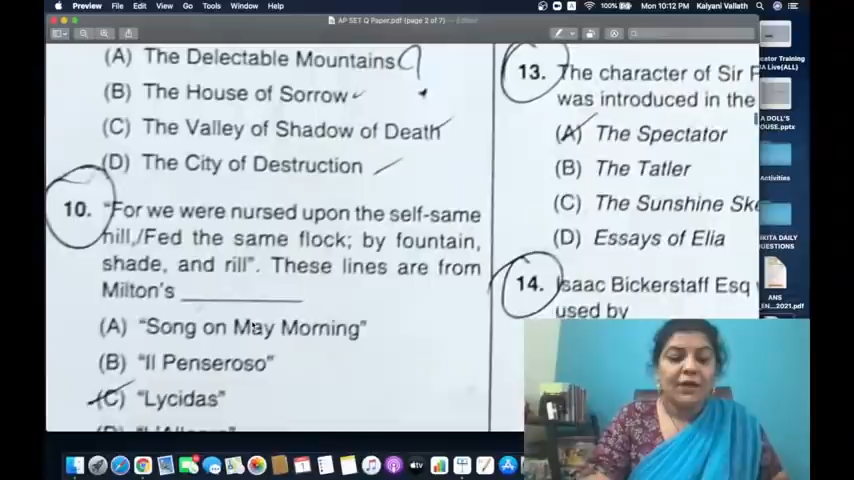 Preview File Edit View Go Tools Window Help
100% Mon 10:12 PM Kalyani Vallath
AP SET Q Paper.pdf (page 2 of 7) — Edited
(A) The Delectable Mountains
(B) The House of Sorrow
(C) The Valley of Shadow of Death
(D) The City of Destruction
10. "For we were nursed upon the self-same
hill,/Fed the same flock; by fountain,
shade, and rill". These lines are from
Milton's
(A) "Song on May Morning"
(B) "Il Penseroso"
(C) "Lycidas"
(D) "L'Allegro"
13. The character of Sir
was introduced in the
(A) The Spectator
(B) The Tatler
(C) The Sunshine
(D) Essays of Elia
14. Isaac Bickerstaff Esq
used by
Activities
ANS
...2021.pdf